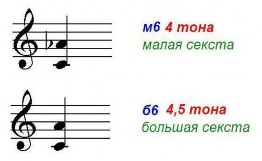 м6 4 тона
малая секста
б6 4,5 тона
большая секста